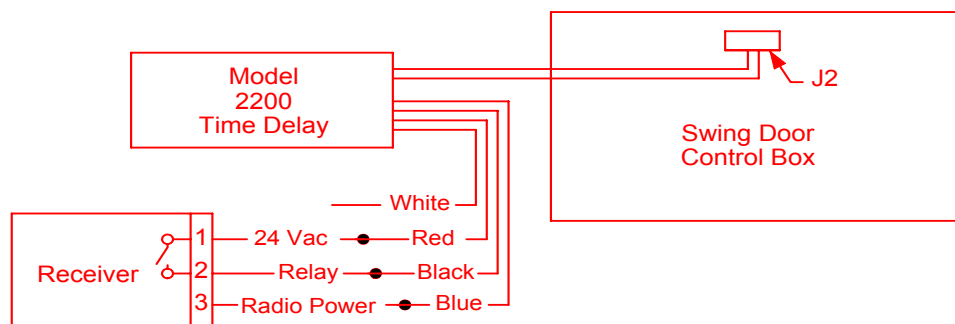 Model
2200
Time Delay
J2
Swing Door
Control Box
White
Receiver
1 24 Vac Red
2 Relay Black
3 Radio Power Blue